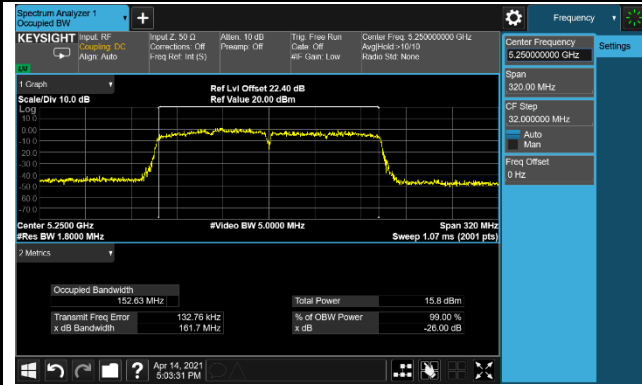 Spectrum Analyzer 1
Occupied BW
+
Frequency
KEYSIGHT
Input: RF
Coupling: DC
Align: Auto
Input Z: 50 Ω
Corrections: Off
Freq Ref: Int (S)
Atten: 10 dB
Preamp: Off
Trig: Free Run
Gate: Off
#IF Gain: Low
Center Freq: 5.250000000 GHz
Avg|Hold:>10/10
Radio Std: None
Center Frequency
5.250000000 GHz
Settings
Span
320.00 MHz
CF Step
32.000000 MHz
Auto
Man
Freq Offset
0 Hz
1 Graph
Scale/Div 10.0 dB
Ref Lvl Offset 22.40 dB
Ref Value 20.00 dBm
Log
10.0
0.00
-10.0
-20.0
-30.0
-40.0
-50.0
-60.0
-70.0
Center 5.2500 GHz
#Video BW 5.0000 MHz
Span 320 MHz
#Res BW 1.8000 MHz
Sweep 1.07 ms (2001 pts)
2 Metrics
Occupied Bandwidth
152.63 MHz
Total Power
15.8 dBm
Transmit Freq Error
132.76 kHz
% of OBW Power
99.00 %
x dB Bandwidth
161.7 MHz
x dB
-26.00 dB
?
Apr 14, 2021
5:03:31 PM